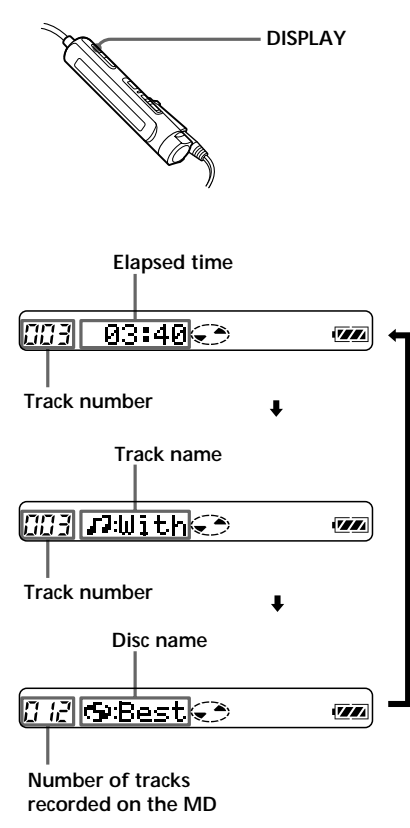 DISPLAY
Elapsed time
003 03:40
Track number
Track name
003 ♪:With
Track number
Disc name
012 :Best
Number of tracks
recorded on the MD